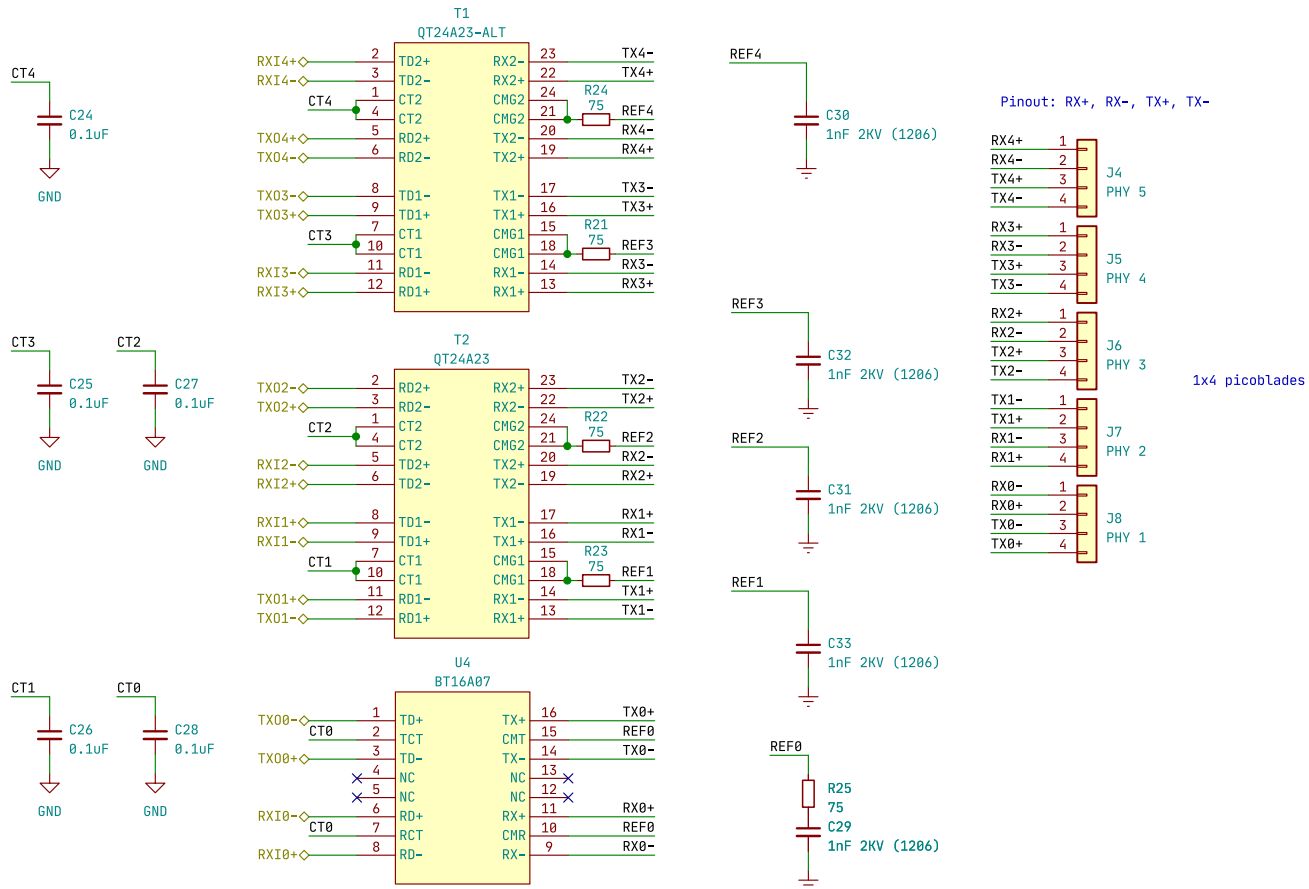 CT4
C24
0.1uF
GND
CT3
C25
0.1uF
GND
CT2
C27
0.1uF
GND
CT1
C26
0.1uF
GND
CT0
C28
0.1uF
GND
T1
QT24A23-ALT
RXI4+ 2 TD2+ RX2- 23 TX4-
RXI4- 3 TD2- RX2+ 22 TX4+
1 CT2 CMG2 24
CT4 4 CT2 CMG2 21 REF4
R24
75
TXO4+ 5 RD2+ TX2- 20 RX4-
TXO4- 6 RD2- TX2+ 19 RX4+
TXO3- 8 TD1- TX1- 17 TX3-
TXO3+ 9 TD1+ TX1+ 16 TX3+
7 CT1 CMG1 15
CT3 10 CT1 CMG1 18 REF3
R21
75
RXI3- 11 RD1- RX1- 14 RX3-
RXI3+ 12 RD1+ RX1+ 13 RX3+
T2
QT24A23
TXO2- 2 RD2+ RX2+ 23 TX2-
TXO2+ 3 RD2- RX2- 22 TX2+
1 CT2 CMG2 24
CT2 4 CT2 CMG2 21 REF2
R22
75
RXI2- 5 TD2+ TX2+ 20 RX2-
RXI2+ 6 TD2- TX2- 19 RX2+
RXI1+ 8 TD1- TX1- 17 RX1+
RXI1- 9 TD1+ TX1+ 16 RX1-
7 CT1 CMG1 15
CT1 10 CT1 CMG1 18 REF1
R23
75
TXO1+ 11 RD1- RX1- 14 TX1+
TXO1- 12 RD1+ RX1+ 13 TX1-
U4
BT16A07
TXO0- 1 TD+ TX+ 16 TX0+
CT0 2 TCT CMT 15 REF0
TXO0+ 3 TD- TX- 14 TX0-
4 NC NC 13
5 NC NC 12
RXI0- 6 RD+ RX+ 11 RX0+
CT0 7 RCT CMR 10 REF0
RXI0+ 8 RD- RX- 9 RX0-
REF4
C30
1nF 2KV (1206)
REF3
C32
1nF 2KV (1206)
REF2
C31
1nF 2KV (1206)
REF1
C33
1nF 2KV (1206)
REF0
R25
75
C29
1nF 2KV (1206)
Pinout: RX+, RX-, TX+, TX-
RX4+ 1
RX4- 2
TX4+ 3
TX4- 4
J4
PHY 5
RX3+ 1
RX3- 2
TX3+ 3
TX3- 4
J5
PHY 4
RX2+ 1
RX2- 2
TX2+ 3
TX2- 4
J6
PHY 3
TX1- 1
TX1+ 2
RX1- 3
RX1+ 4
J7
PHY 2
RX0- 1
RX0+ 2
TX0- 3
TX0+ 4
J8
PHY 1
1x4 picoblades